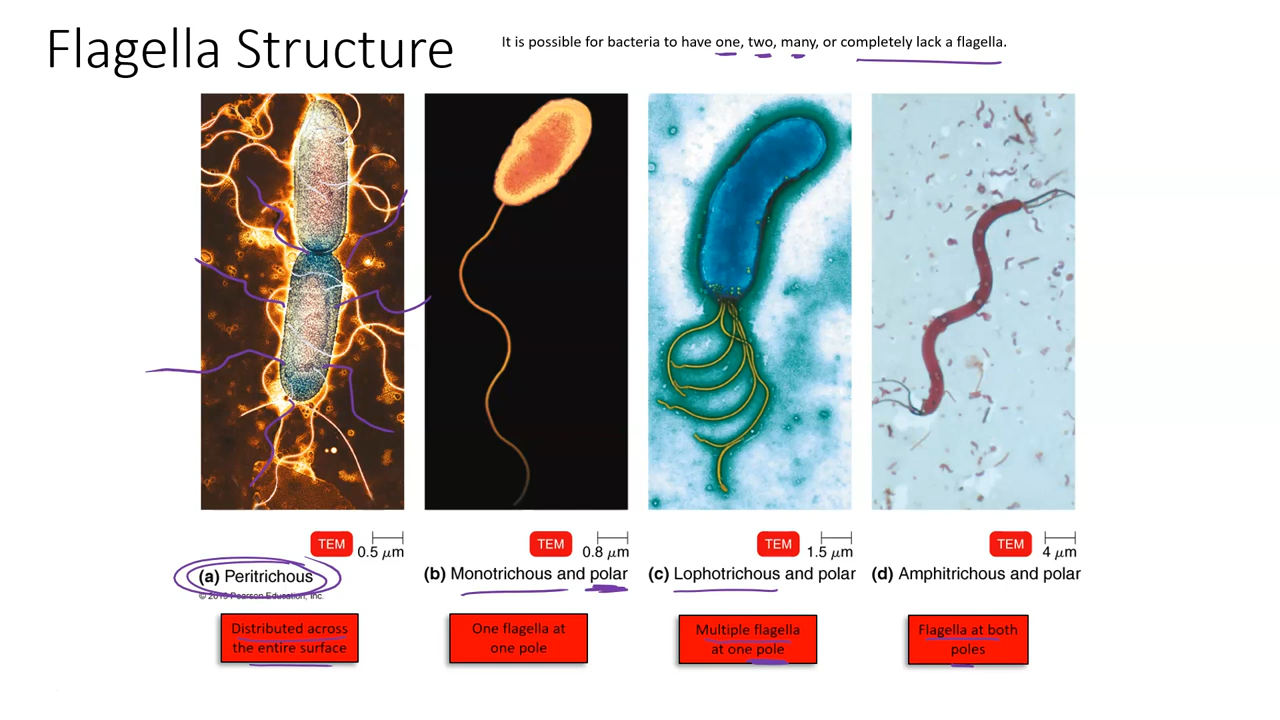 Flagella Structure
It is possible for bacteria to have one, two, many, or completely lack a flagella.
TEM 0.5 μm
TEM 0.8 μm
TEM 1.5 μm
TEM 4 μm
(a) Peritrichous
(b) Monotrichous and polar
(c) Lophotrichous and polar
(d) Amphitrichous and polar
© 2019 Pearson Education, Inc.
Distributed across
the entire surface
One flagella at
one pole
Multiple flagella
at one pole
Flagella at both
poles